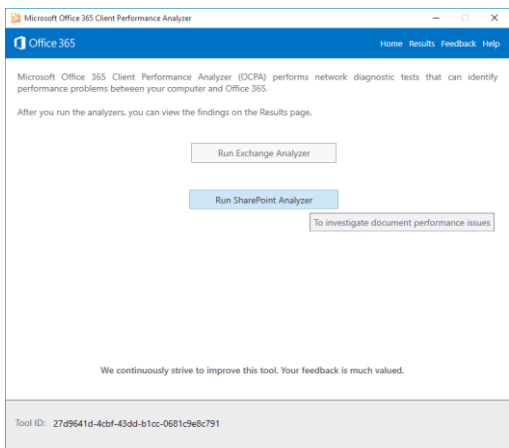 Microsoft Office 365 Client Performance Analyzer
Office 365
Home Results Feedback Help
Microsoft Office 365 Client Performance Analyzer (OCPA) performs network diagnostic tests that can identify
performance problems between your computer and Office 365.
After you run the analyzers, you can view the findings on the Results page.
Run Exchange Analyzer
Run SharePoint Analyzer
To investigate document performance issues
We continuously strive to improve this tool. Your feedback is much valued.
Tool ID: 27d9641d-4cbf-43dd-b1cc-0681c9e8c791